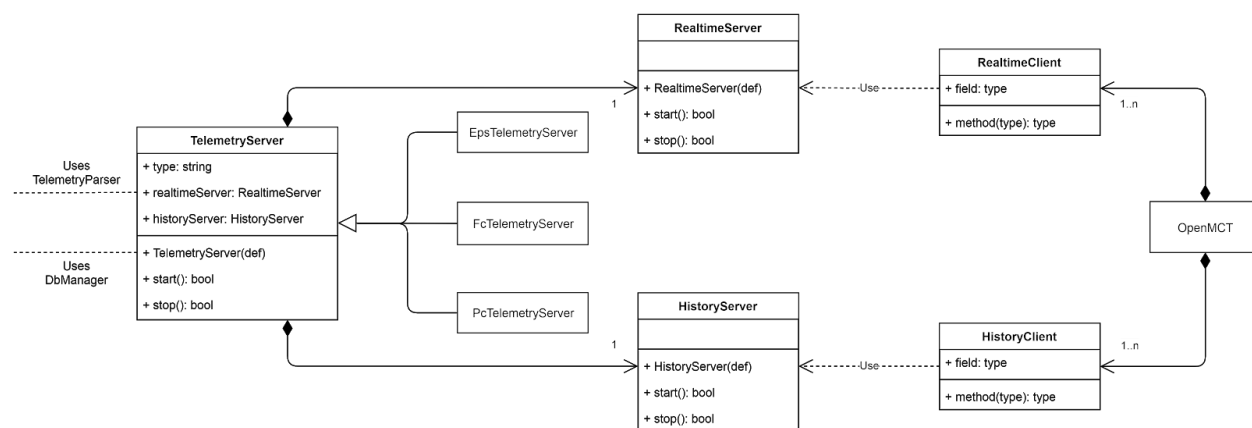 RealtimeServer
+ RealtimeServer(def)
+ start(): bool
+ stop(): bool
1
Use
RealtimeClient
+ field: type
+ method(type): type
1..n
EpsTelemetryServer
TelemetryServer
+ type: string
+ realtimeServer: RealtimeServer
+ historyServer: HistoryServer
+ TelemetryServer(def)
+ start(): bool
+ stop(): bool
Uses
TelemetryParser
Uses
DbManager
FcTelemetryServer
OpenMCT
PcTelemetryServer
HistoryServer
+ HistoryServer(def)
+ start(): bool
+ stop(): bool
1
Use
HistoryClient
+ field: type
+ method(type): type
1..n